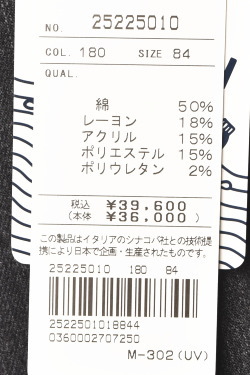 NO. 25225010
COL. 180 SIZE 84
QUAL.
綿 50%
レーヨン 18%
アクリル 15%
ポリエステル 15%
ポリウレタン 2%
税込 ¥39,600
(本体 ¥36,000)
この製品はイタリアのシナコバ社との技術提
携により日本で企画・生産されたものです。
25225010 180 84
2522501018844
0360002707250
M-302(UV)